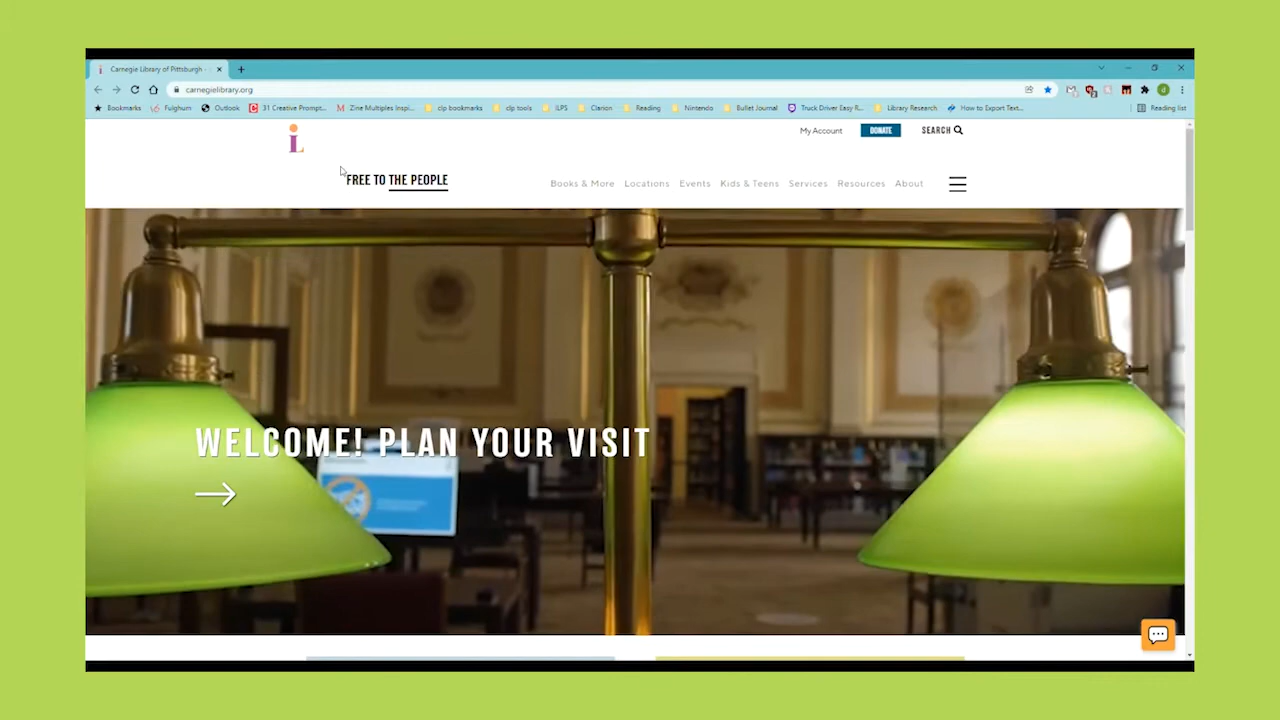 Carnegie Library of Pittsburgh -
carnegielibrary.org
Bookmarks Fulghum Outlook 31 Creative Prompt... Zine Multiples Inspi... clp bookmarks clp tools ILPS Clarion Reading Nintendo Bullet Journal Truck Driver Easy R... Library Research How to Export Text... Reading list
My Account DONATE SEARCH
FREE TO THE PEOPLE
Books & More Locations Events Kids & Teens Services Resources About
WELCOME! PLAN YOUR VISIT